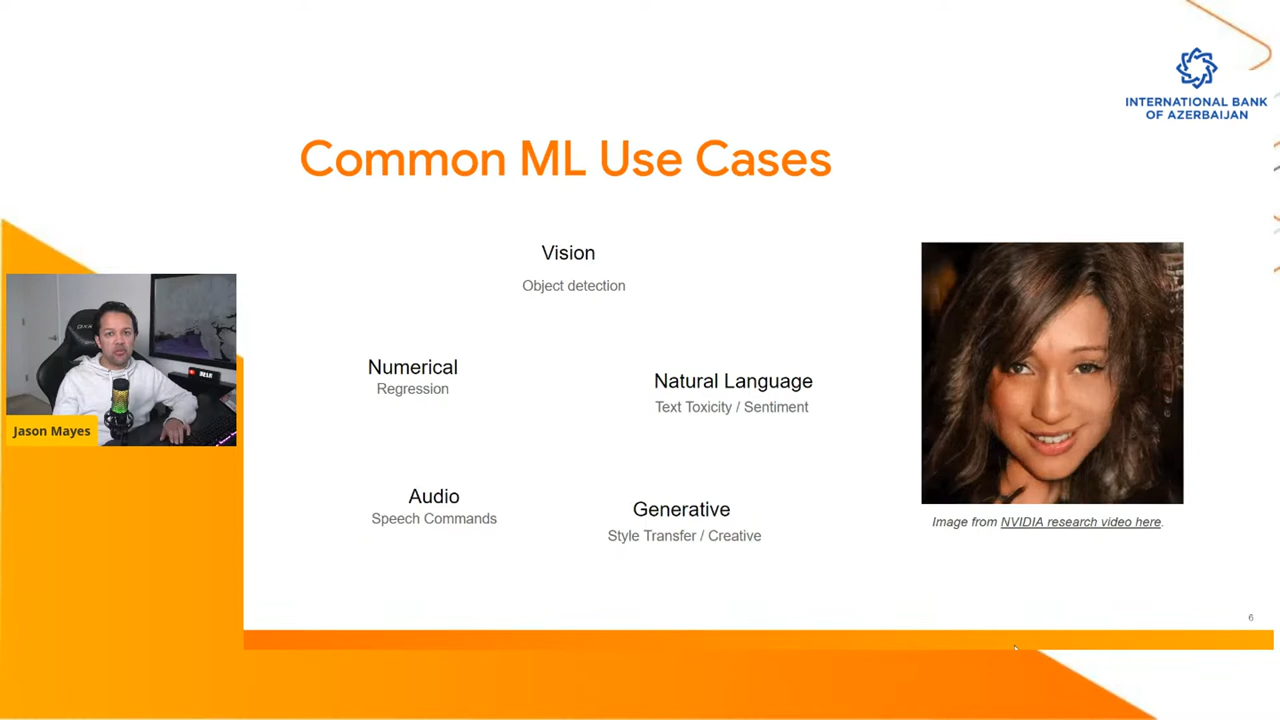 INTERNATIONAL BANK
OF AZERBAIJAN
Common ML Use Cases
Vision
Object detection
Numerical
Regression
Natural Language
Text Toxicity / Sentiment
Jason Mayes
Audio
Speech Commands
Generative
Style Transfer / Creative
Image from NVIDIA research video here.
6